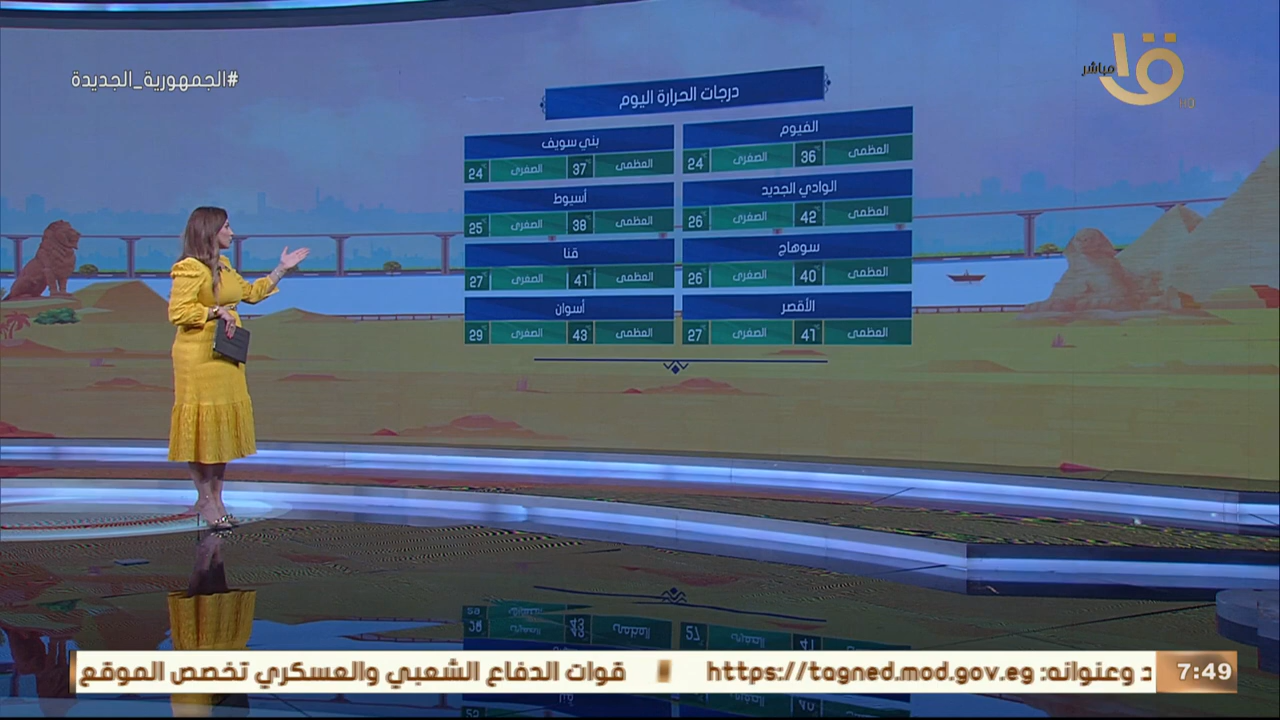 #الجمهورية_الجديدة
مباشر
HD
درجات الحرارة اليوم
الفيوم
العظمى 36 الصغرى 24
بني سويف
العظمى 37 الصغرى 24
الوادي الجديد
العظمى 42 الصغرى 26
أسيوط
العظمى 38 الصغرى 25
سوهاج
العظمى 40 الصغرى 26
قنا
العظمى 41 الصغرى 27
الأقصر
العظمى 41 الصغرى 27
أسوان
العظمى 43 الصغرى 29
7:49
د وعنوانه: https://tagned.mod.gov.eg قوات الدفاع الشعبي والعسكري تخصص الموقع